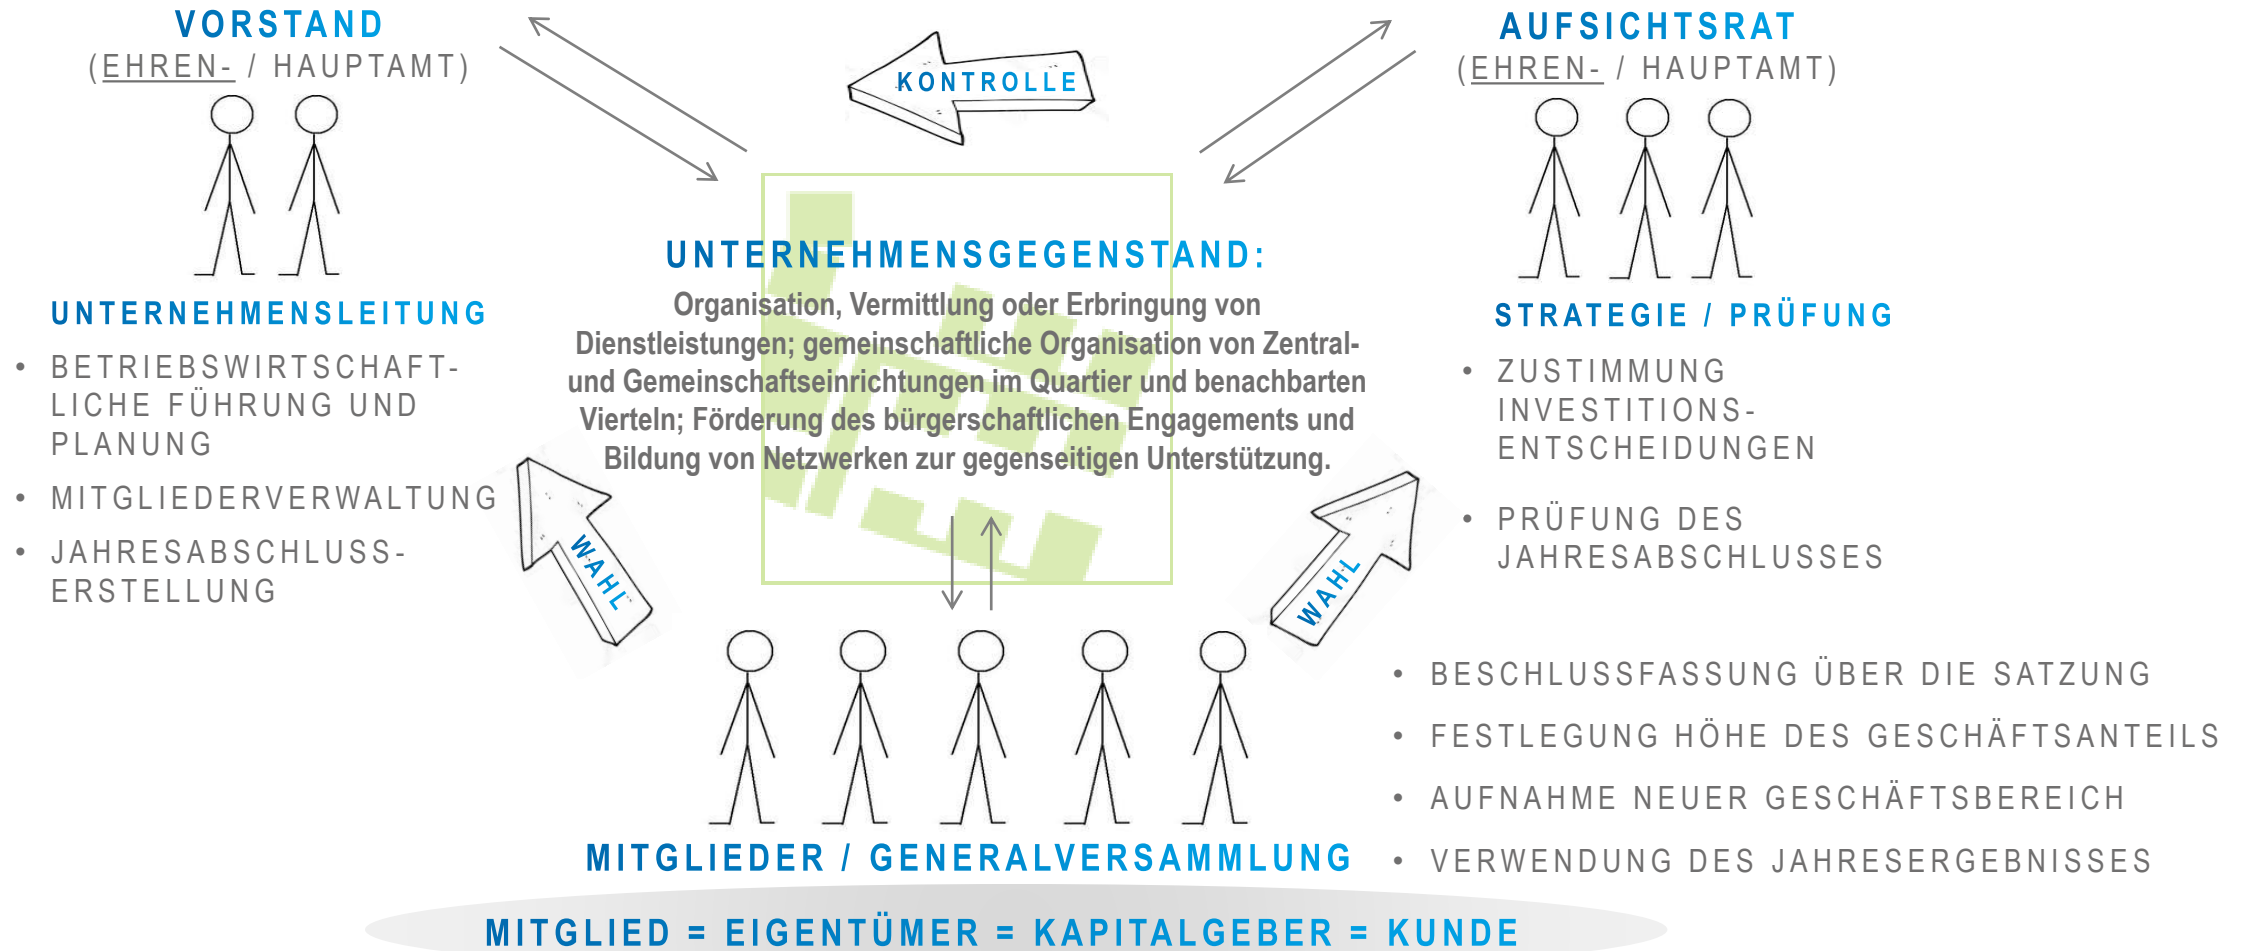 VORSTAND
(EHREN- / HAUPTAMT)
KONTROLLE
AUFSICHTSRAT
(EHREN- / HAUPTAMT)
UNTERNEHMENSLEITUNG
• BETRIEBSWIRTSCHAFT-
LICHE FÜHRUNG UND
PLANUNG
• MITGLIEDERVERWALTUNG
• JAHRESABSCHLUSS-
ERSTELLUNG
UNTERNEHMENSGEGENSTAND:
Organisation, Vermittlung oder Erbringung von
Dienstleistungen; gemeinschaftliche Organisation von Zentral-
und Gemeinschaftseinrichtungen im Quartier und benachbarten
Vierteln; Förderung des bürgerschaftlichen Engagements und
Bildung von Netzwerken zur gegenseitigen Unterstützung.
STRATEGIE / PRÜFUNG
• ZUSTIMMUNG
INVESTITIONS-
ENTSCHEIDUNGEN
• PRÜFUNG DES
JAHRESABSCHLUSSES
WAHL
WAHL
MITGLIEDER / GENERALVERSAMMLUNG
• BESCHLUSSFASSUNG ÜBER DIE SATZUNG
• FESTLEGUNG HÖHE DES GESCHÄFTSANTEILS
• AUFNAHME NEUER GESCHÄFTSBEREICH
• VERWENDUNG DES JAHRESERGEBNISSES
MITGLIED = EIGENTÜMER = KAPITALGEBER = KUNDE